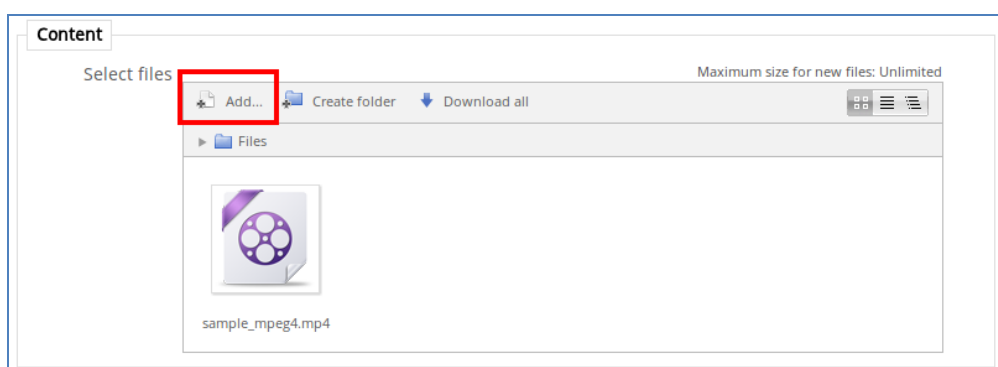 Content
Select files
Maximum size for new files: Unlimited
Add... Create folder Download all
Files
sample_mpeg4.mp4